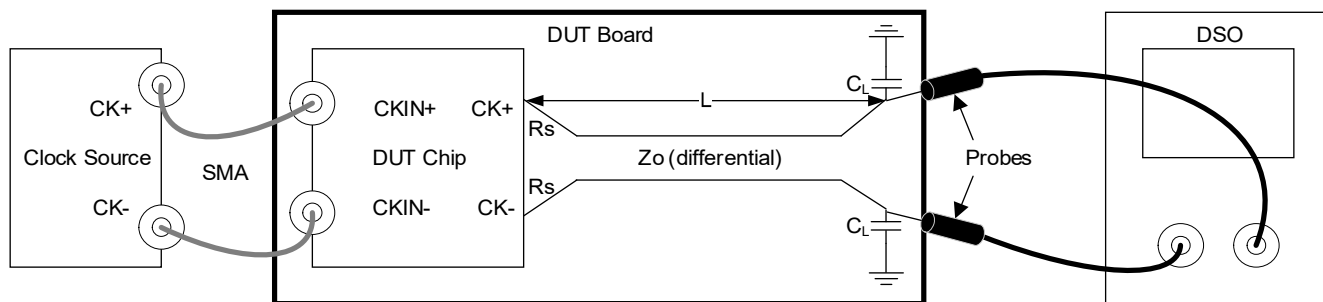 DUT Board
DSO
CK+
CKIN+
CK+
L
CL
Rs
Clock Source
SMA
DUT Chip
Zo (differential)
Probes
CK-
CKIN-
Rs
CK-
CL